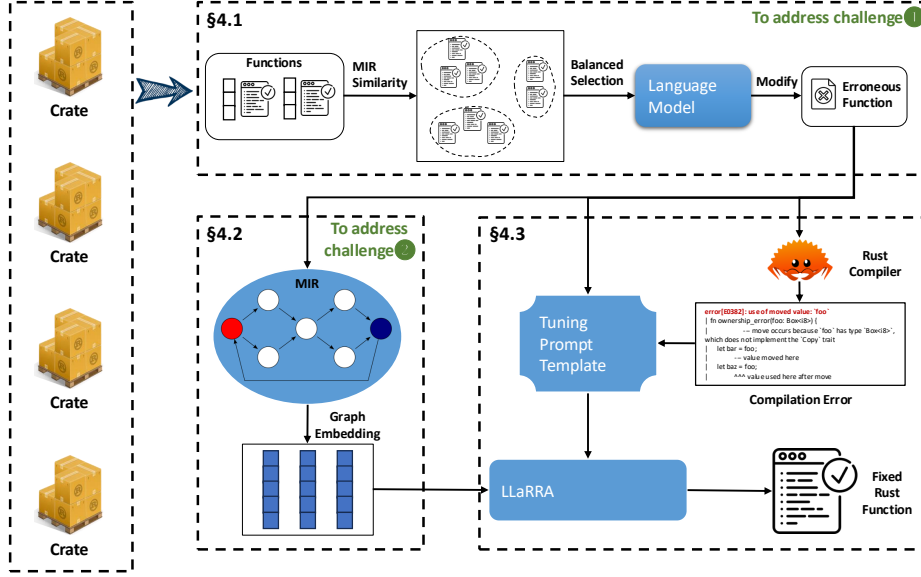 Crate
Crate
Crate
Crate
§4.1
To address challenge 1
Functions
MIR
Similarity
Balanced
Selection
Language
Model
Modify
Erroneous
Function
§4.2
To address
challenge 2
MIR
Graph
Embedding
§4.3
Rust
Compiler
Tuning
Prompt
Template
error[E0382]: use of moved value: `foo`
| fn ownership_error(foo: Box<i8>) {
| -- move occurs because `foo` has type `Box<i8>`,
which does not implement the `Copy` trait
| let bar = foo;
-- value moved here
| let baz = foo;
| ^^^ value used here after move
Compilation Error
LLaRRA
Fixed
Rust
Function